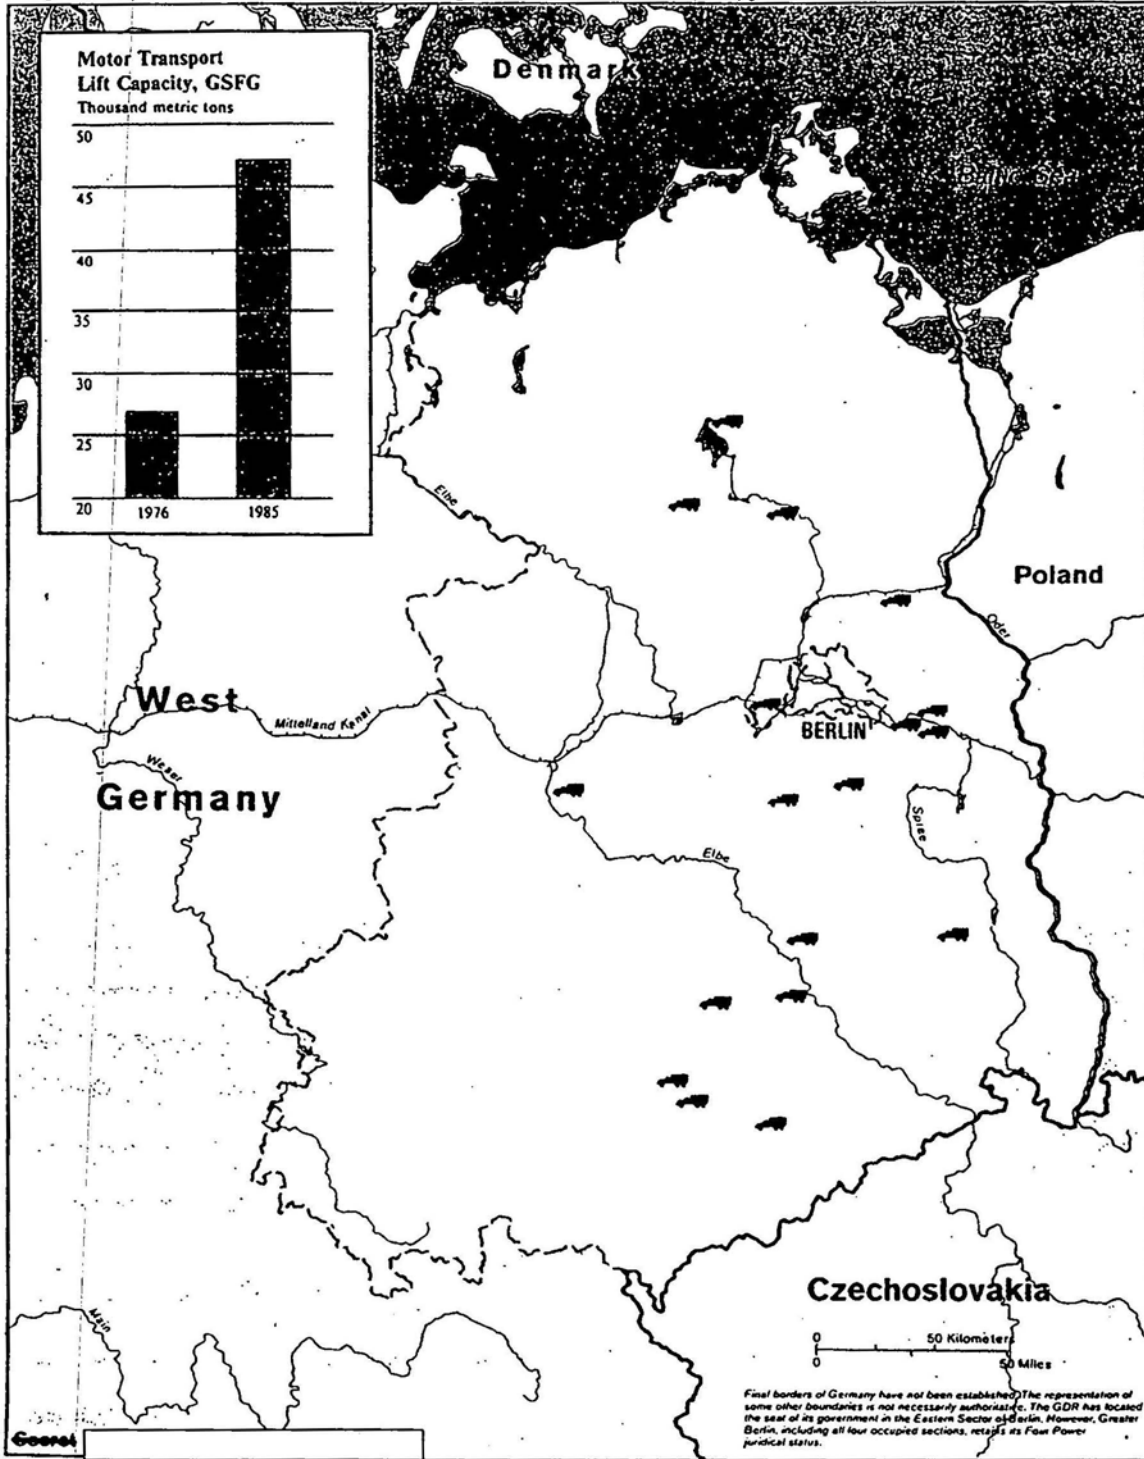 Motor Transport
Lift Capacity, GSFG
Thousand metric tons
50
45
40
35
30
25
20
1976
1985
Denmark
Baltic Sea
Elbe
Poland
Oder
West
Mittelland Kanal
BERLIN
Weser
Germany
Spree
Elbe
Czechoslovakia
Main
0 50 Kilometers
0 50 Miles
Final borders of Germany have not been established. The representation of
some other boundaries is not necessarily authoritative. The GDR has located
the seat of its government in the Eastern Sector of Berlin. However, Greater
Berlin, including all four occupied sections, retains its Four Power
juridical status.
Secret